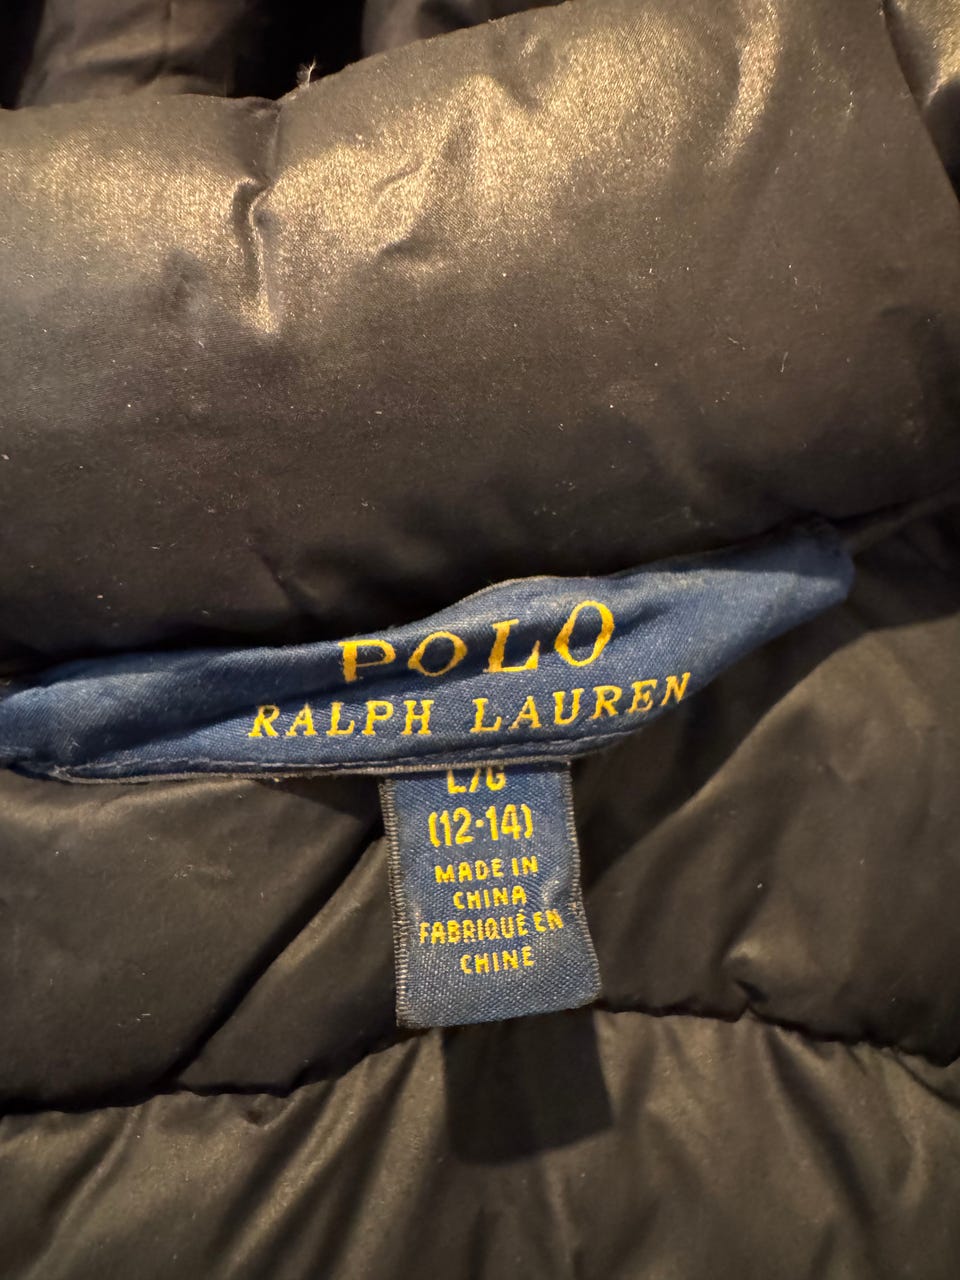 POLO
RALPH LAUREN
L/G
(12-14)
MADE IN
CHINA
FABRIQUÉ EN
CHINE